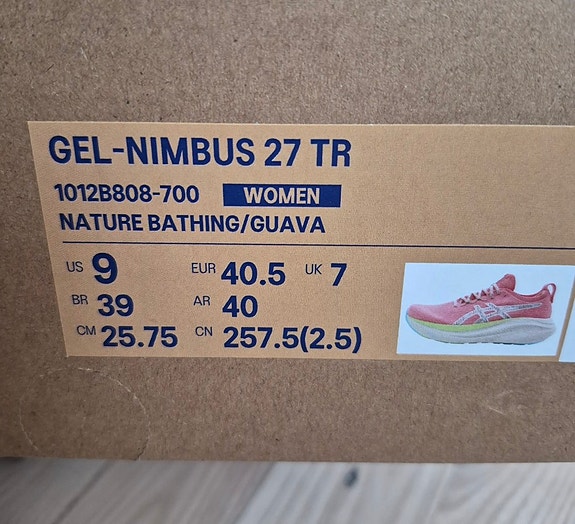 GEL-NIMBUS 27 TR
1012B808-700 WOMEN
NATURE BATHING/GUAVA
US 9 EUR 40.5 UK 7
BR 39 AR 40
CM 25.75 CN 257.5(2.5)